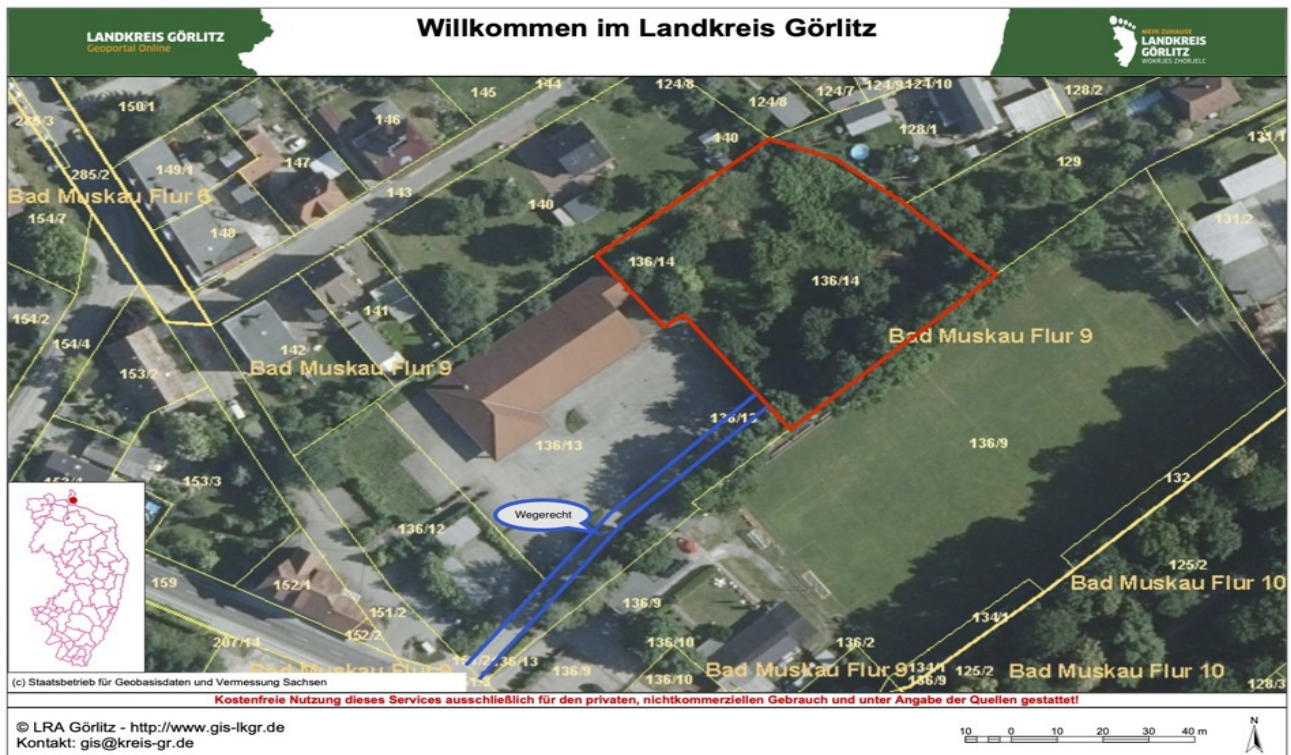 LANDKREIS GÖRLITZ
Geoportal Online
Willkommen im Landkreis Görlitz
MEIN ZUHAUSE
LANDKREIS
GÖRLITZ
WOKRJES ZHORJELC
150/1
146
145
144
124/8
124/8
124/7
124/9
124/10
128/2
285/2
149/1
147
143
140
128/1
129
131/1
Bad Muskau Flur 6
154/7
148
140
131/2
136/14
136/14
141
154/2
154/4
142
153/2
Bad Muskau Flur 9
Bad Muskau Flur 9
136/13
136/13
136/9
132
153/3
Wegerecht
136/12
125/2
159
152/1
Bad Muskau Flur 10
151/2
136/9
134/1
207/14
152/2
136/10
136/2
136/13
136/9
136/10
Bad Muskau Flur 9
134/1
136/9
125/2
Bad Muskau Flur 10
128/3
(c) Staatsbetrieb für Geobasisdaten und Vermessung Sachsen
Kostenfreie Nutzung dieses Services ausschließlich für den privaten, nichtkommerziellen Gebrauch und unter Angabe der Quellen gestattet!
© LRA Görlitz - http://www.gis-lkgr.de
Kontakt: gis@kreis-gr.de
10 0 10 20 30 40 m
N